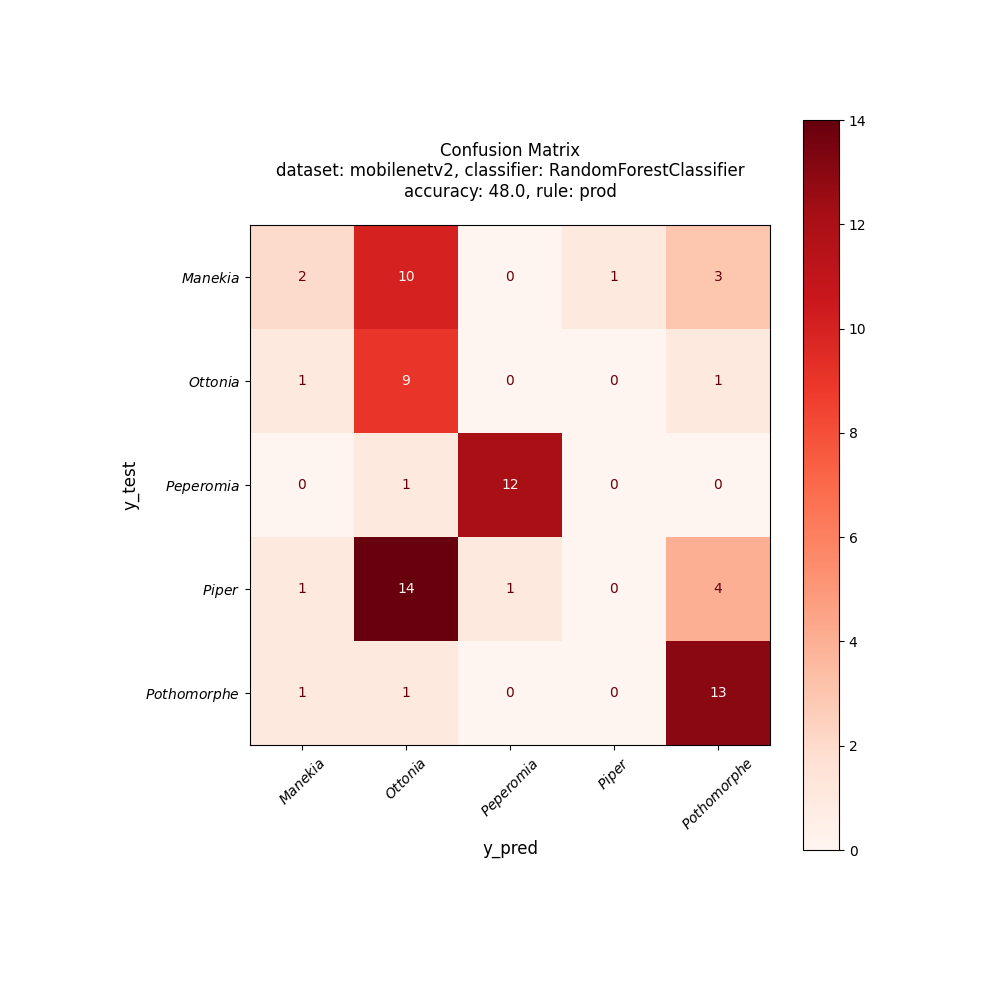 Confusion Matrix
dataset: mobilenetv2, classifier: RandomForestClassifier
accuracy: 48.0, rule: prod
Manekia 2 10 0 1 3
Ottonia 1 9 0 0 1
Peperomia 0 1 12 0 0
Piper 1 14 1 0 4
Pothomorphe 1 1 0 0 13
y_test
Manekia Ottonia Peperomia Piper Pothomorphe
y_pred
14
12
10
8
6
4
2
0